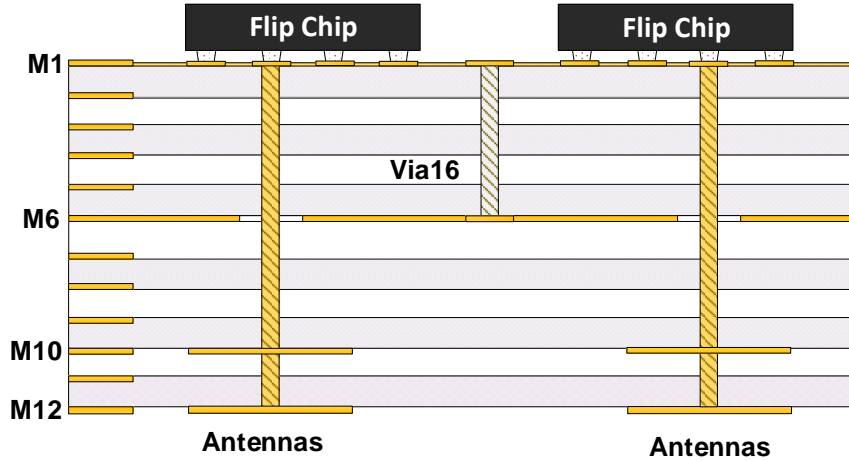 Flip Chip
Flip Chip
M1
Via16
M6
M10
M12
Antennas
Antennas